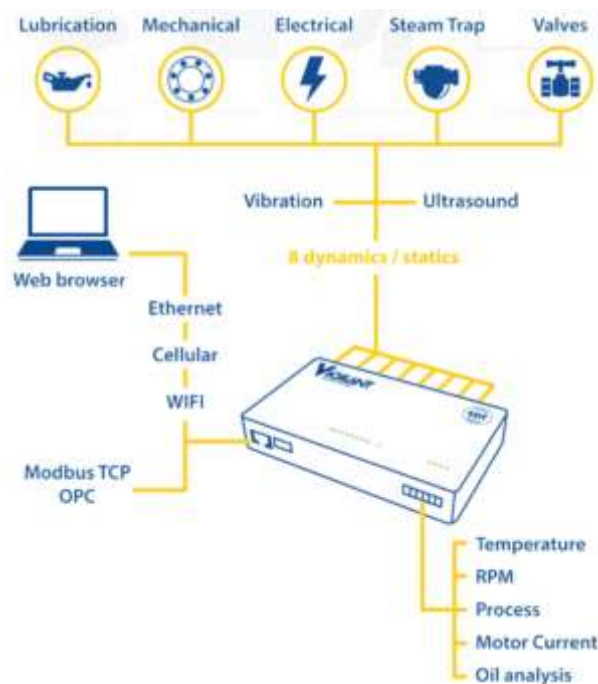 Lubrication Mechanical Electrical Steam Trap Valves
Vibration Ultrasound
8 dynamics / statics
Web browser
Ethernet
Cellular
WIFI
VIGILANT
Modbus TCP
OPC
Temperature
RPM
Process
Motor Current
Oil analysis